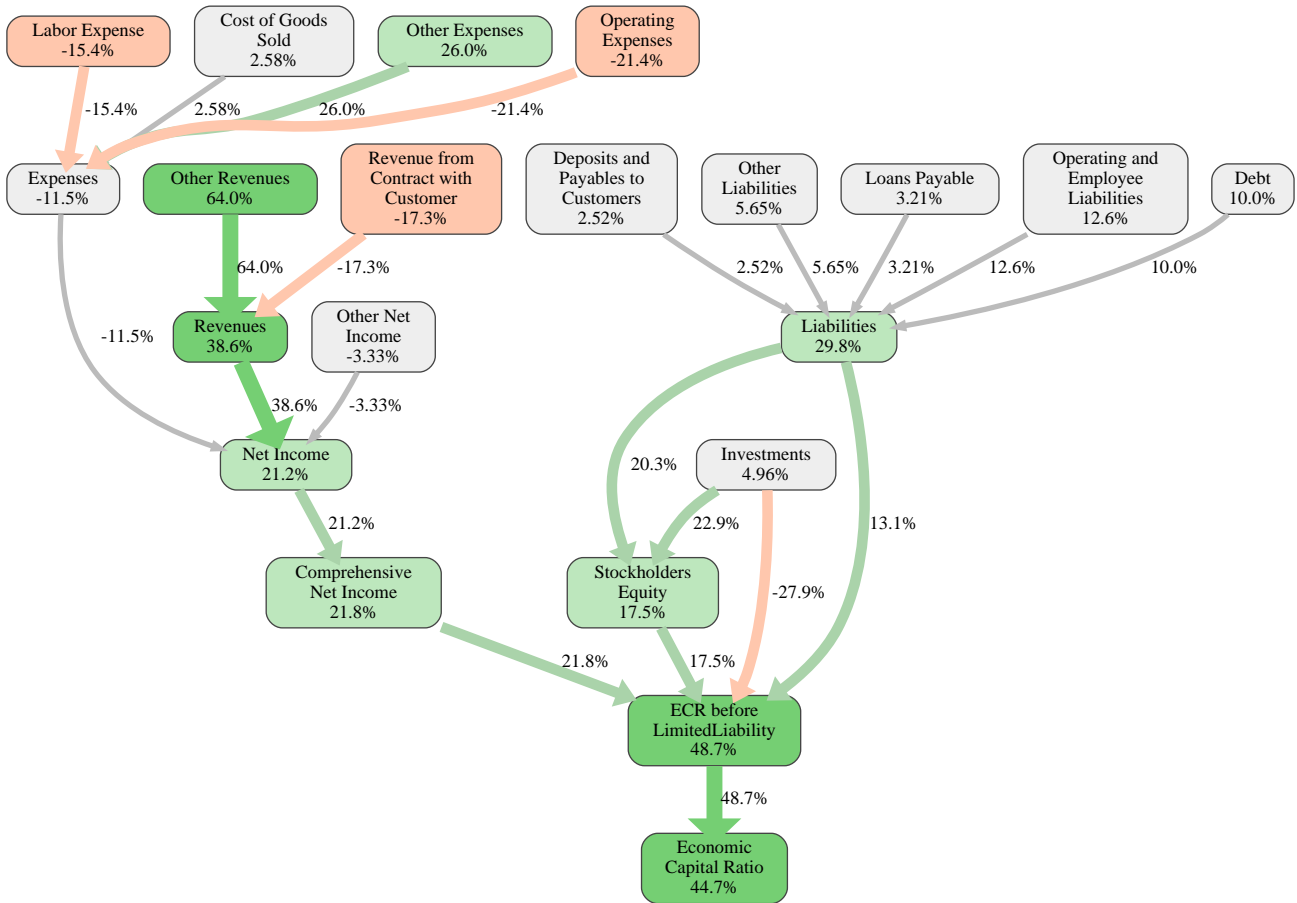 Labor Expense
-15.4%
Cost of Goods
Sold
2.58%
Other Expenses
26.0%
Operating
Expenses
-21.4%
-15.4%
2.58%
26.0%
-21.4%
Expenses
-11.5%
Other Revenues
64.0%
Revenue from
Contract with
Customer
-17.3%
Deposits and
Payables to
Customers
2.52%
Other
Liabilities
5.65%
Loans Payable
3.21%
Operating and
Employee
Liabilities
12.6%
Debt
10.0%
64.0%
-17.3%
2.52%
5.65%
3.21%
12.6%
10.0%
-11.5%
Revenues
38.6%
Other Net
Income
-3.33%
Liabilities
29.8%
38.6%
-3.33%
Net Income
21.2%
20.3%
Investments
4.96%
21.2%
22.9%
13.1%
Comprehensive
Net Income
21.8%
Stockholders
Equity
17.5%
-27.9%
21.8%
17.5%
ECR before
LimitedLiability
48.7%
48.7%
Economic
Capital Ratio
44.7%